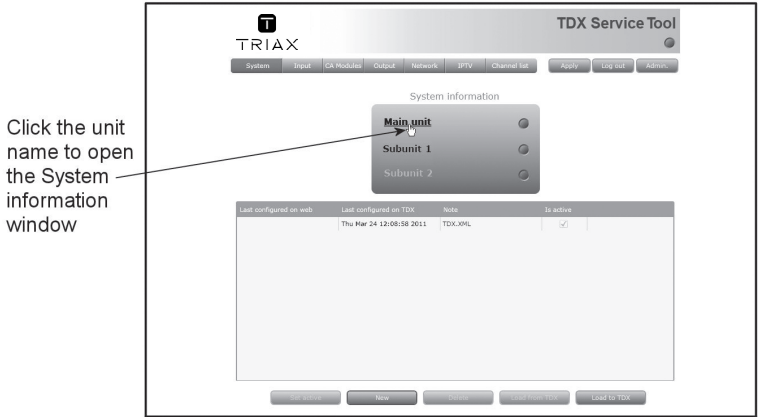 TRIAX
TDX Service Tool
System Input CA Modules Output Network IPTV Channel list Apply Log out Admin.
System information
Main unit
Subunit 1
Subunit 2
Click the unit
name to open
the System
information
window
Last configured on web Last configured on TDX Note Is active
Thu Mar 24 12:08:58 2011 TDX.XML
Set active New Delete Load from TDX Load to TDX